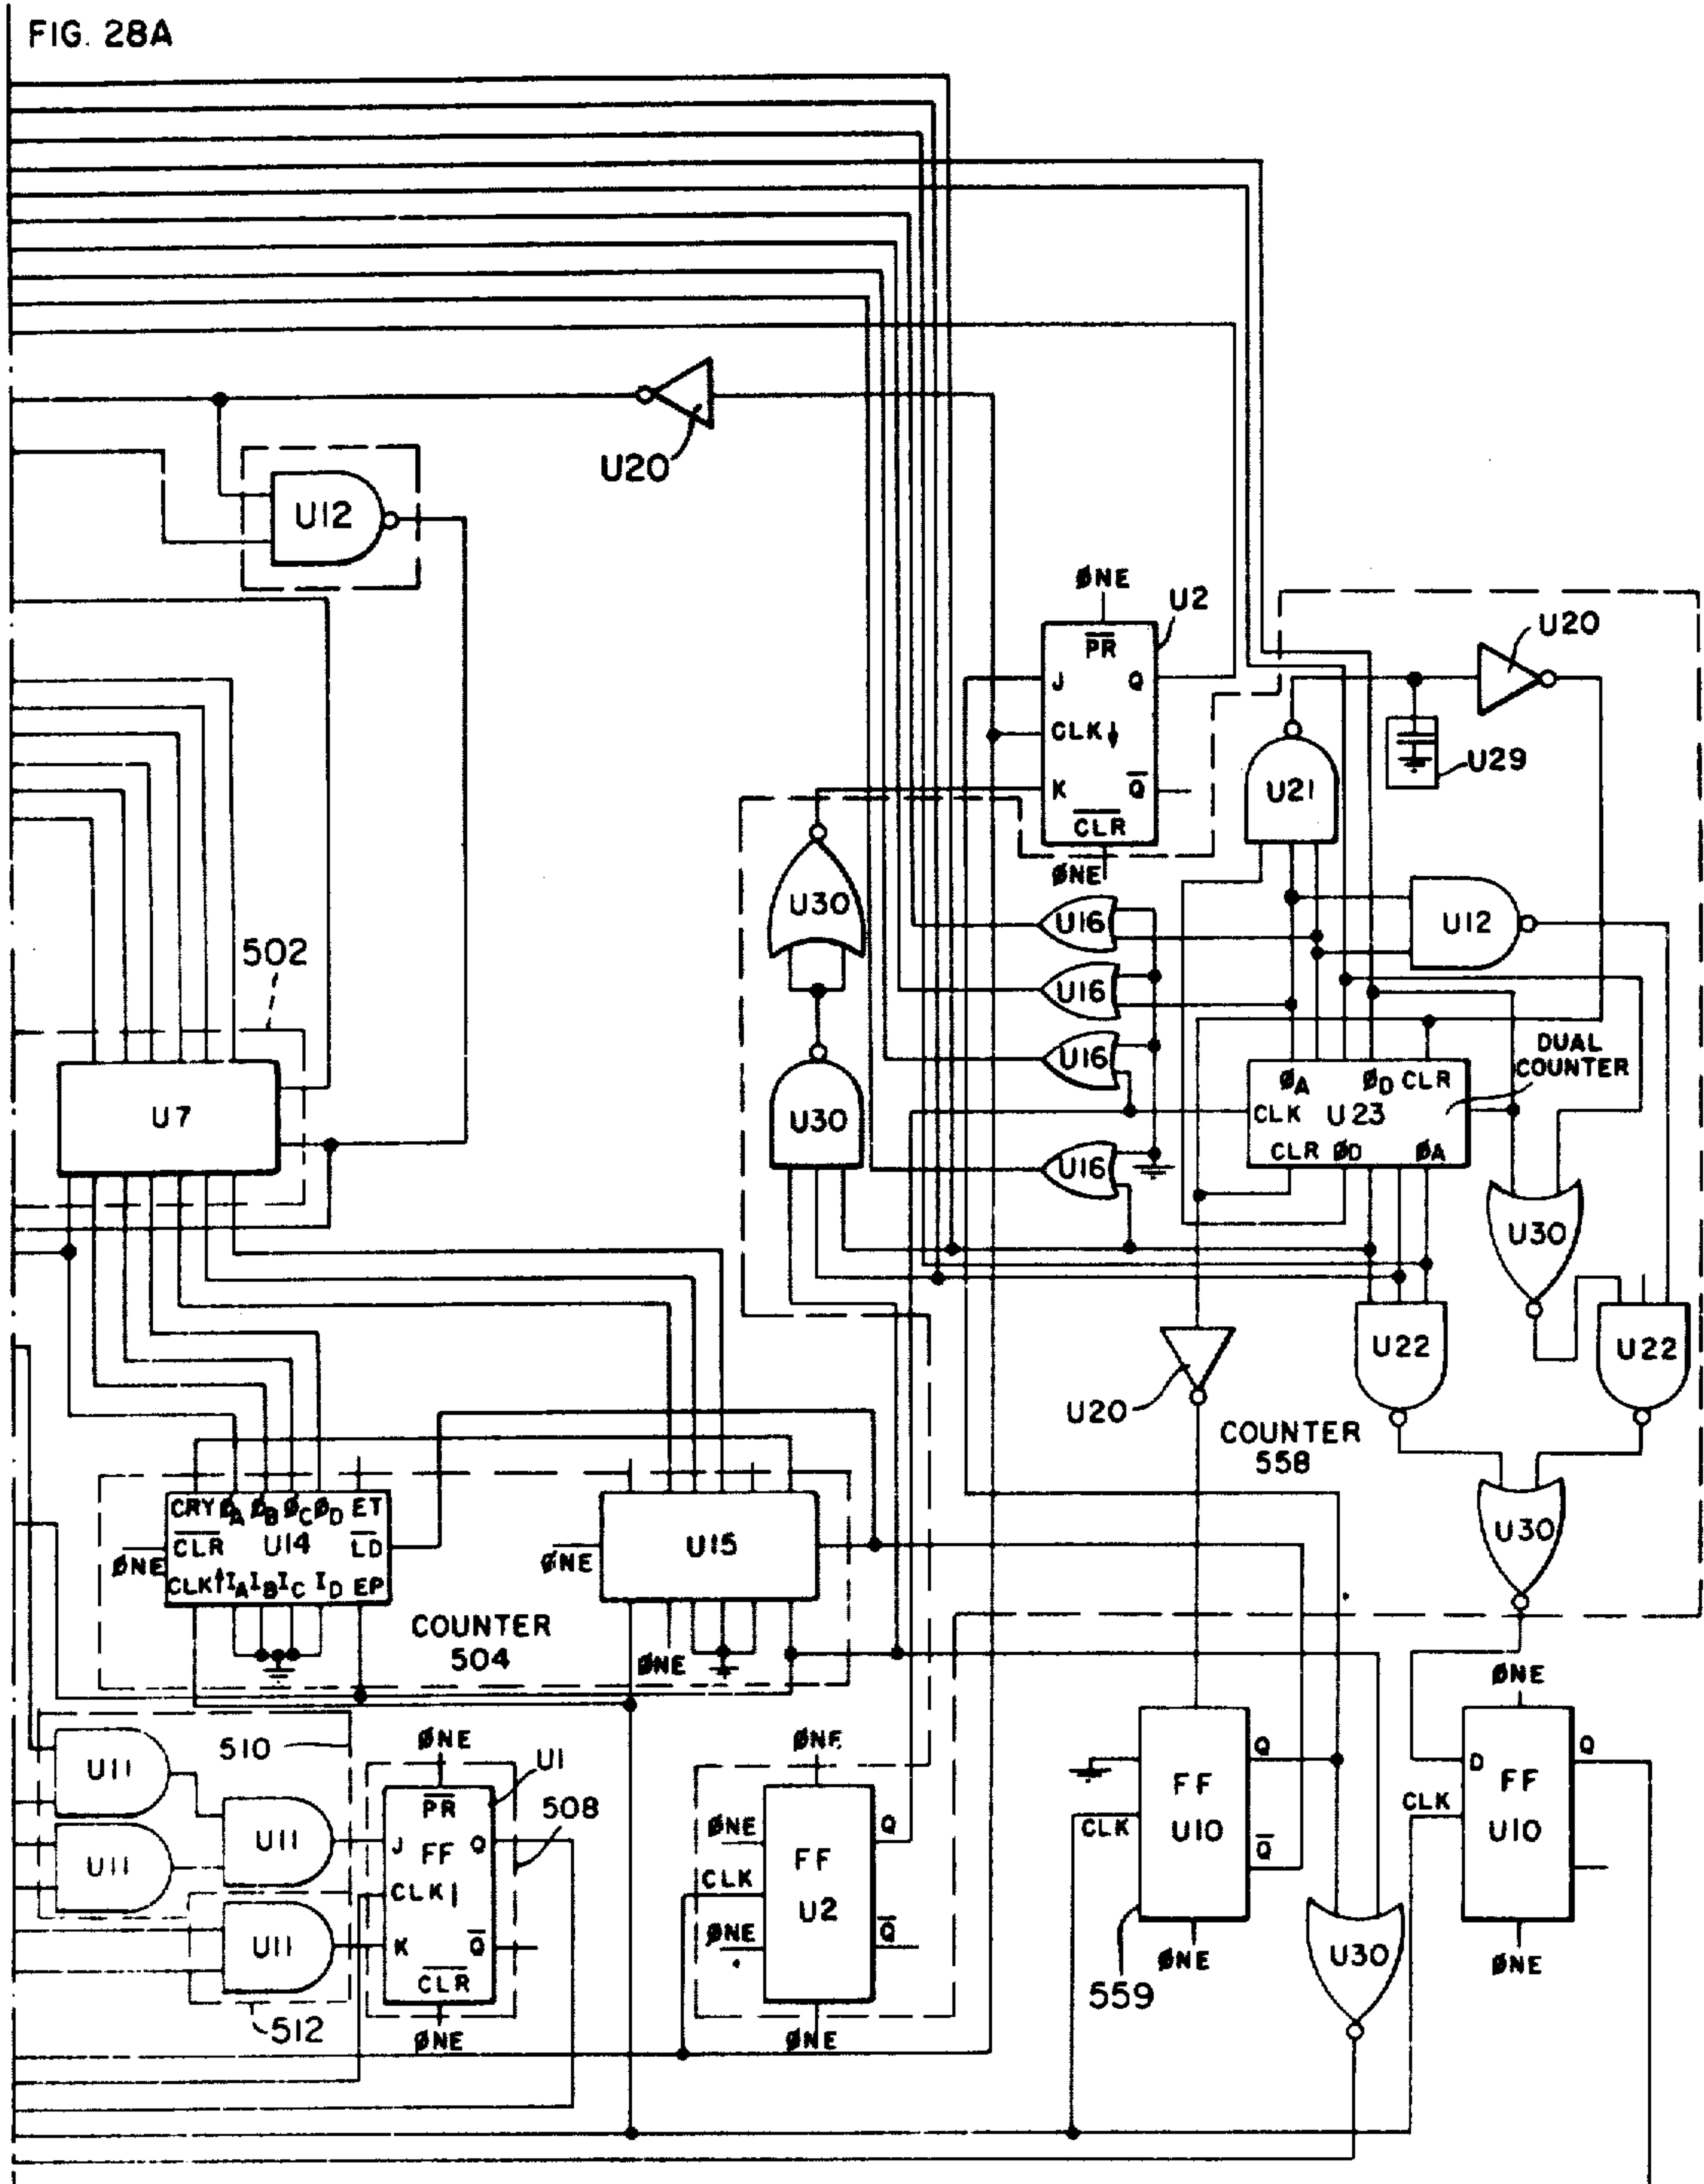 FIG. 28A
U20
U12
ØNE
U2
PR
J Q
CLK↓
K Q
CLR
ØNE
U20
U29
U21
U12
502
U7
U30
U30
U16
U16
U16
U16
DUAL
COUNTER
ØA ØD CLR
CLK U23
CLR ØD ØA
U30
U22
U22
U20
COUNTER
558
U30
CRY ØA ØB ØC ØD ET
CLR U14 LD
CLK↑ IA IB IC ID EP
ØNE
ØNE
U15
COUNTER
504
ØNE
510
U11
U11
U11
U11
512
ØNE
U1
508
PR
J FF Q
CLK
K Q
CLR
ØNE
ØNE
ØNE
CLK
ØNE
FF
U2
Q
Q
ØNE
CLK
FF
U10
Q
Q
559
ØNE
U30
ØNE
D FF
U10
CLK
Q
ØNE